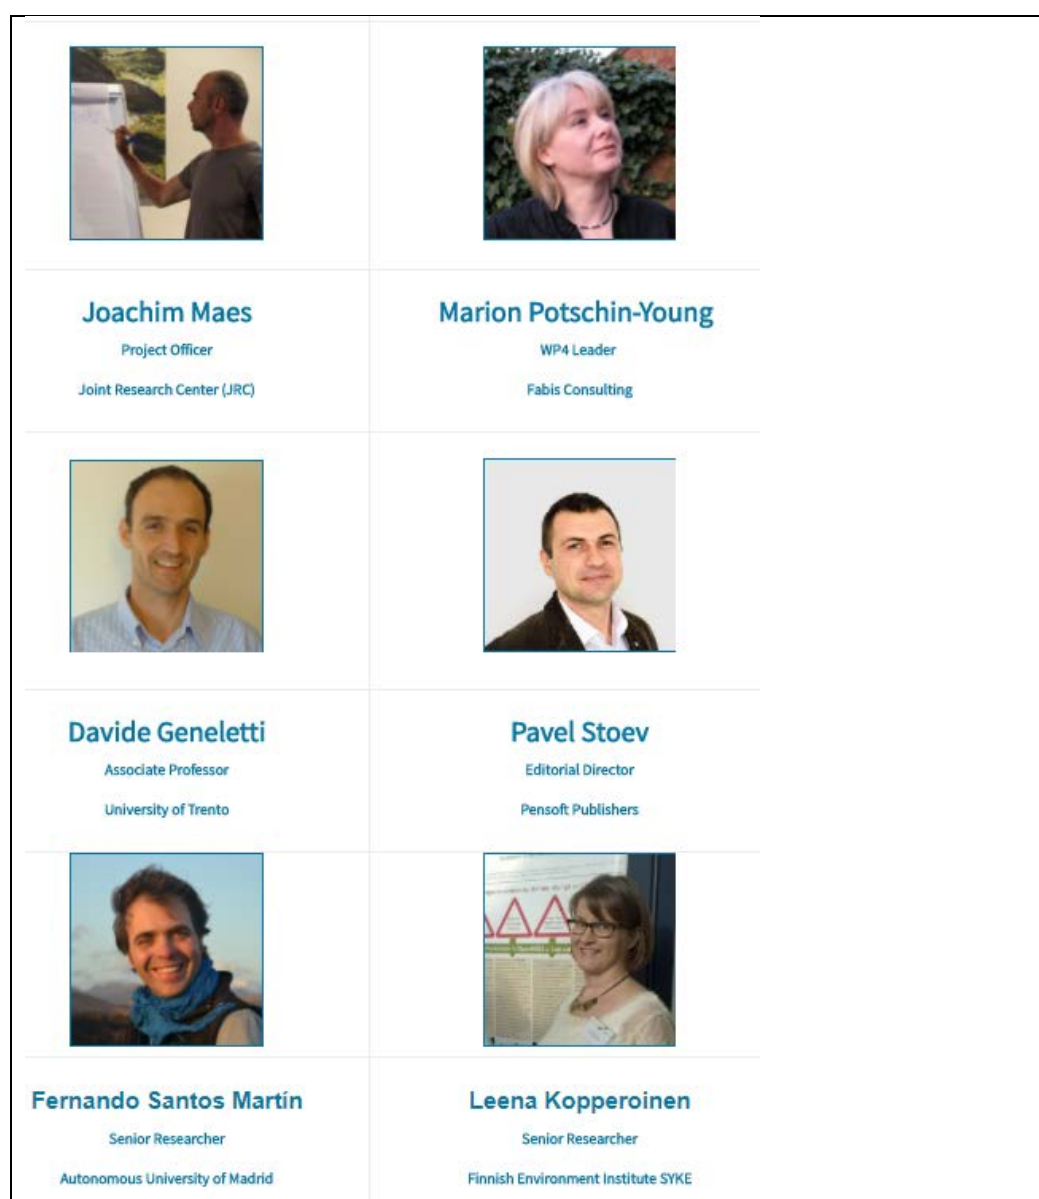 Joachim Maes
Project Officer
Joint Research Center (JRC)
Marion Potschin-Young
WP4 Leader
Fabis Consulting
Davide Geneletti
Associate Professor
University of Trento
Pavel Stoev
Editorial Director
Pensoft Publishers
Fernando Santos Martín
Senior Researcher
Autonomous University of Madrid
Leena Kopperoinen
Senior Researcher
Finnish Environment Institute SYKE